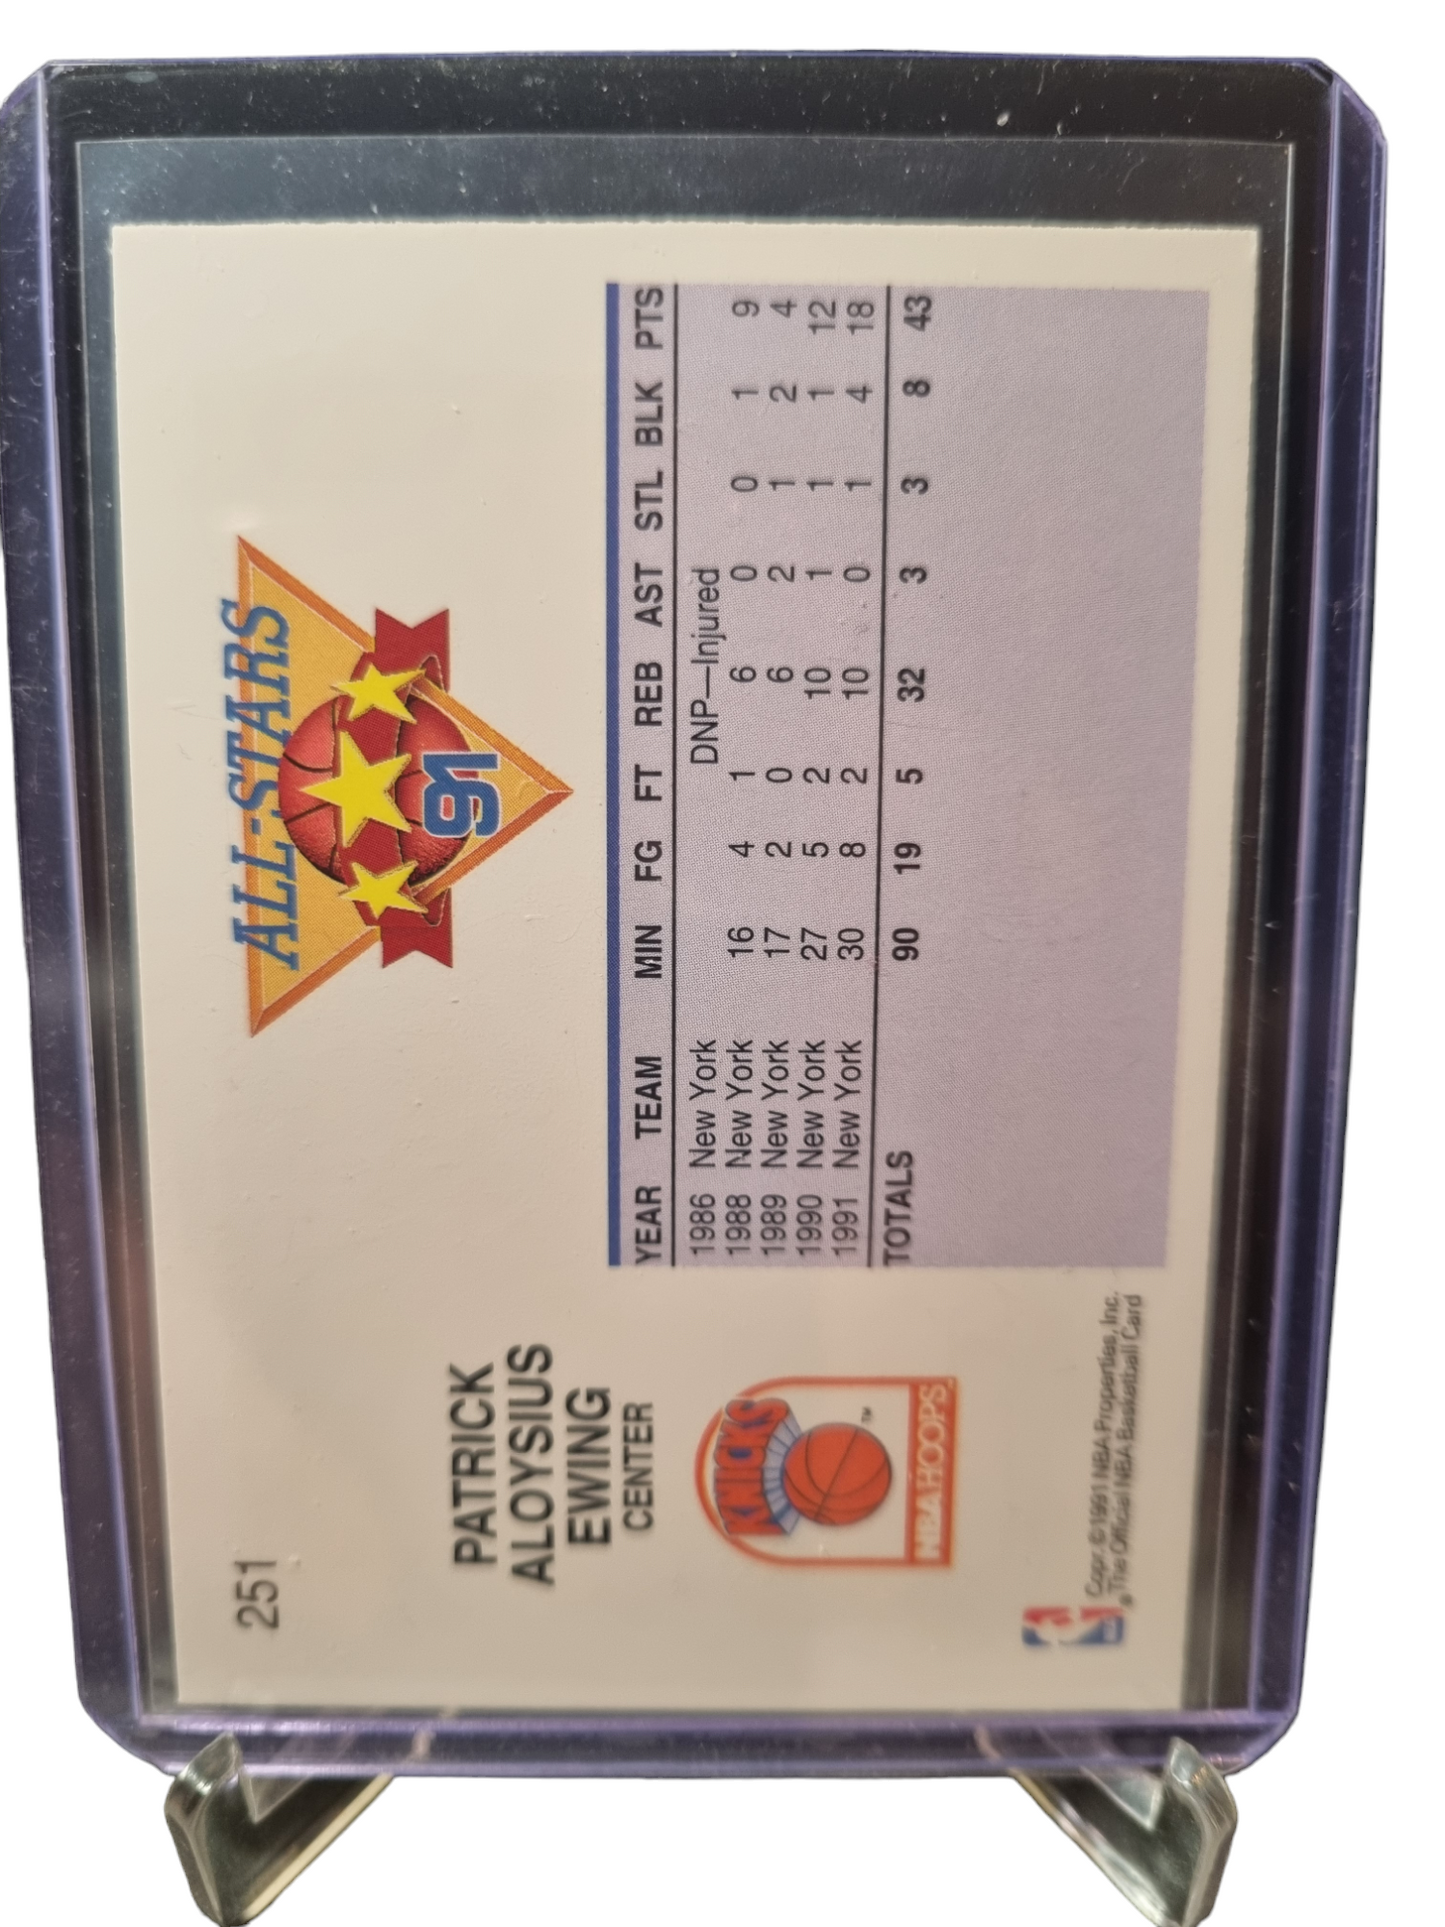 251
PATRICK
ALOYSIUS
EWING
CENTER
KNICKS
TM
NBA HOOPS
Copr. ©1991 NBA Properties, Inc.
The Official NBA Basketball Card
ALL-STARS
91
YEAR TEAM MIN FG FT REB AST STL BLK PTS
1986 New York DNP—Injured
1988 New York 16 4 1 6 0 0 1 9
1989 New York 17 2 0 6 2 1 2 4
1990 New York 27 5 2 10 1 1 1 12
1991 New York 30 8 2 10 0 1 4 18
TOTALS 90 19 5 32 3 3 8 43